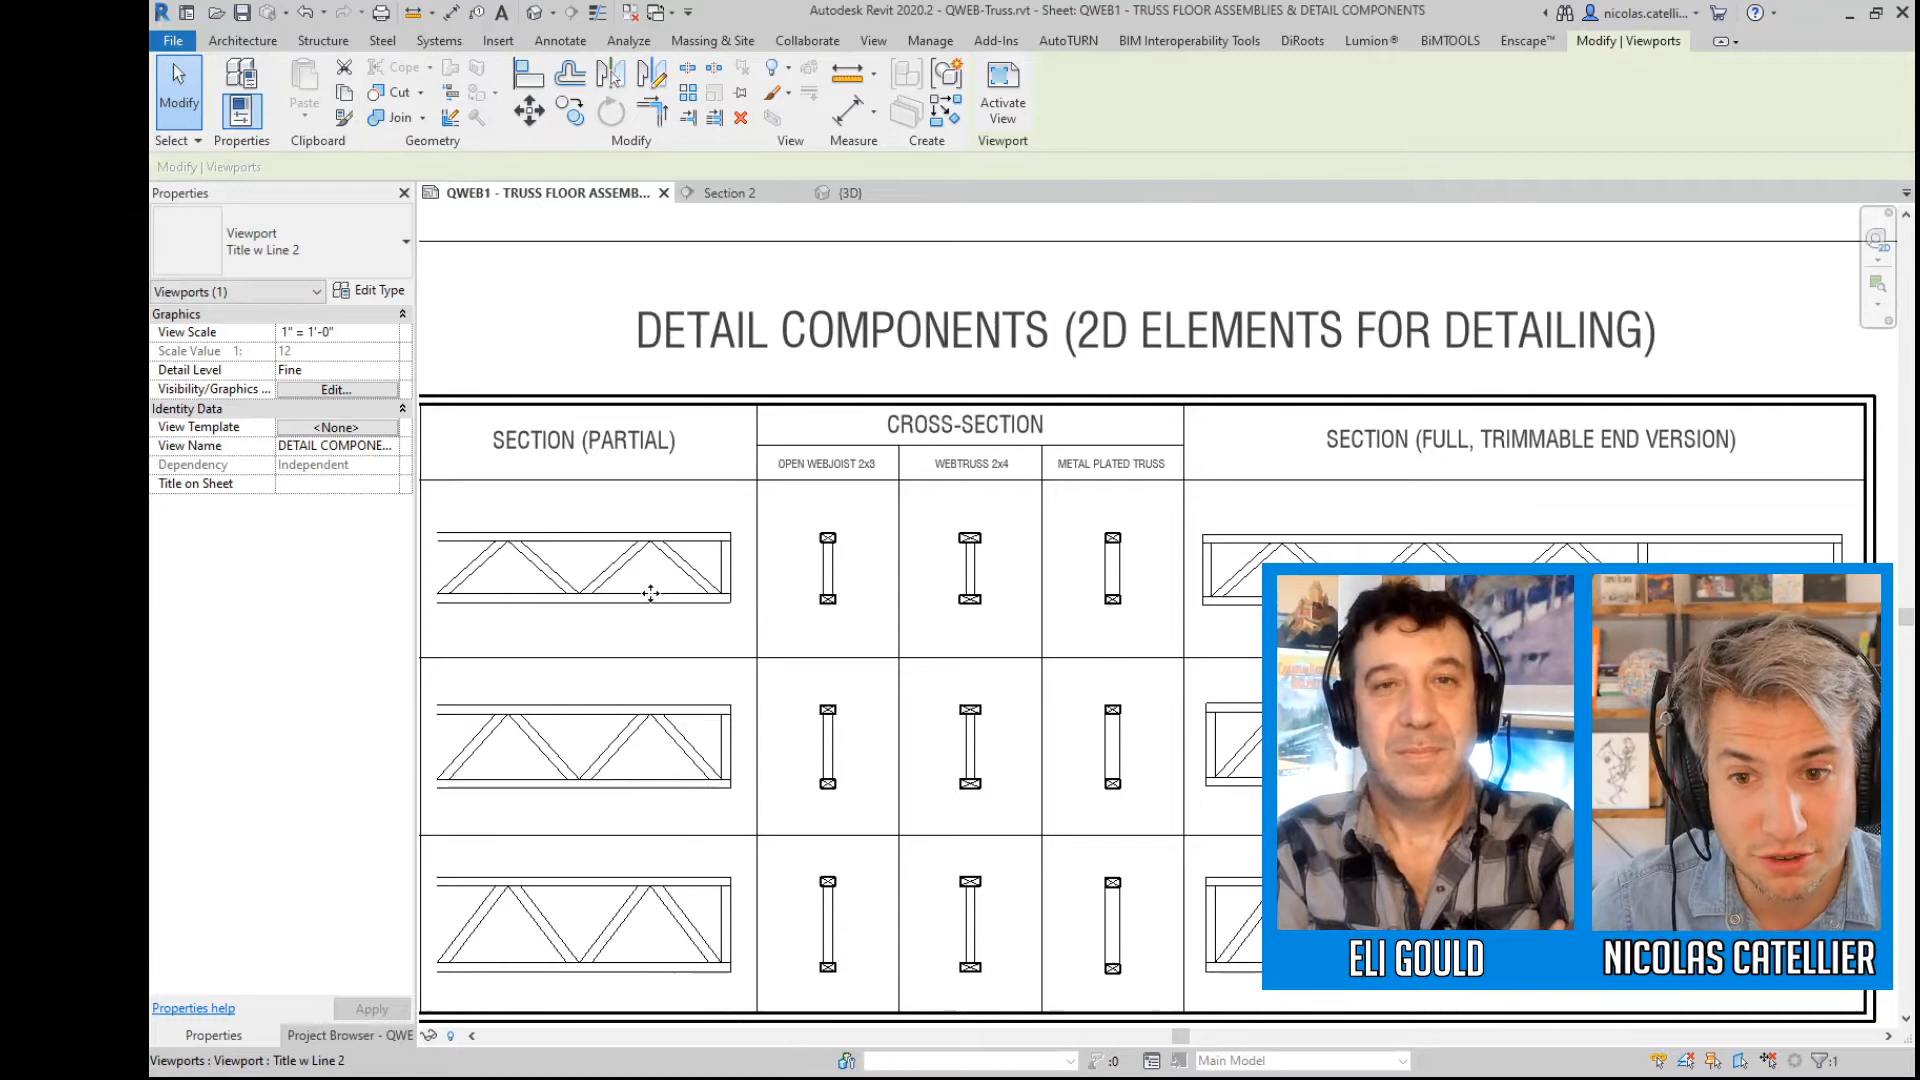 Autodesk Revit 2020.2 - QWEB-Truss.rvt - Sheet: QWEB1 - TRUSS FLOOR ASSEMBLIES & DETAIL COMPONENTS
nicolas.catelli...
File Architecture Structure Steel Systems Insert Annotate Analyze Massing & Site Collaborate View Manage Add-Ins AutoTURN BIM Interoperability Tools DiRoots Lumion® BiMTOOLS Enscape™ Modify | Viewports
Modify
Paste
Cope
Cut
Join
Activate
View
Select Properties Clipboard Geometry Modify View Measure Create Viewport
Modify | Viewports
Properties
QWEB1 - TRUSS FLOOR ASSEMB... Section 2 {3D}
Viewport
Title w Line 2
Viewports (1) Edit Type
Graphics
View Scale 1" = 1'-0"
Scale Value 1: 12
Detail Level Fine
Visibility/Graphics ... Edit...
Identity Data
View Template <None>
View Name DETAIL COMPONE...
Dependency Independent
Title on Sheet
DETAIL COMPONENTS (2D ELEMENTS FOR DETAILING)
SECTION (PARTIAL)
CROSS-SECTION
SECTION (FULL, TRIMMABLE END VERSION)
OPEN WEBJOIST 2x3
WEBTRUSS 2x4
METAL PLATED TRUSS
ELI GOULD
NICOLAS CATELLIER
Properties help Apply
Properties Project Browser - QWE
Viewports : Viewport : Title w Line 2
:0
Main Model
:1